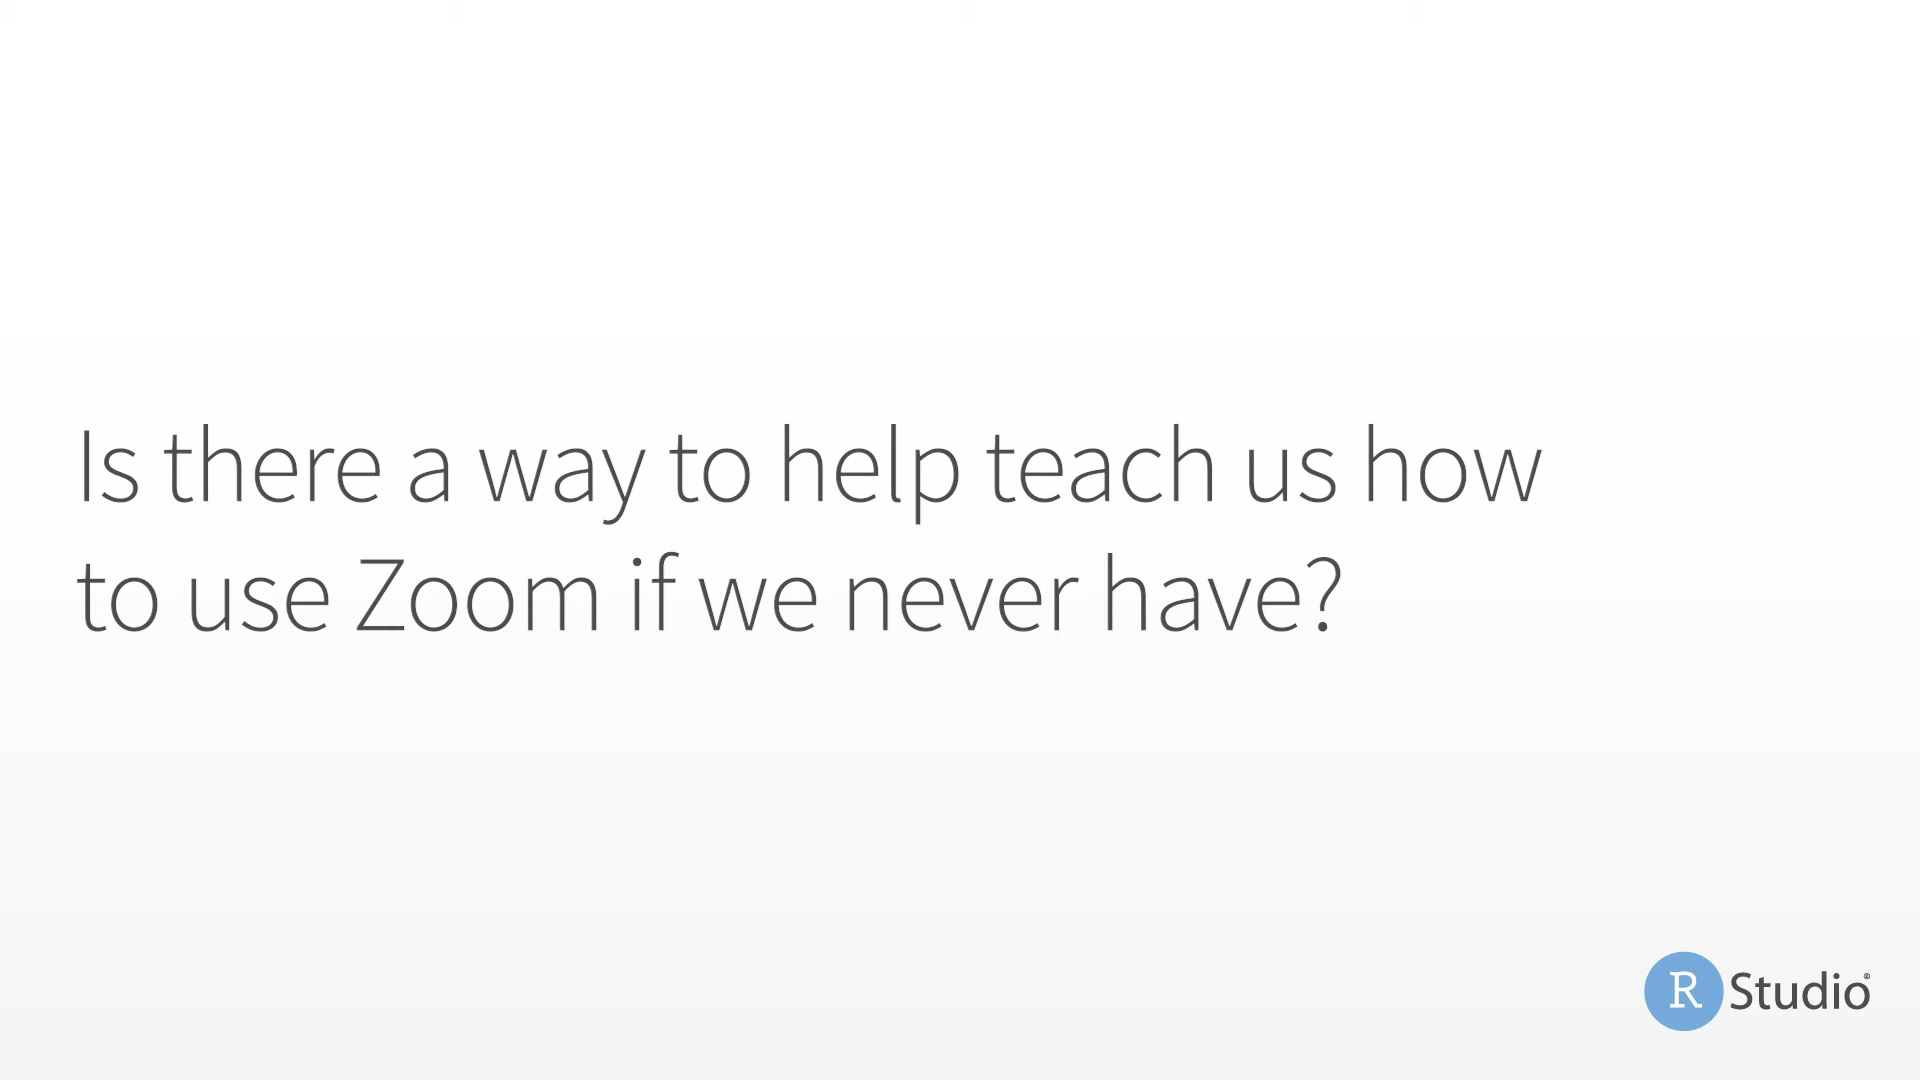 Is there a way to help teach us how
to use Zoom if we never have?
R Studio®